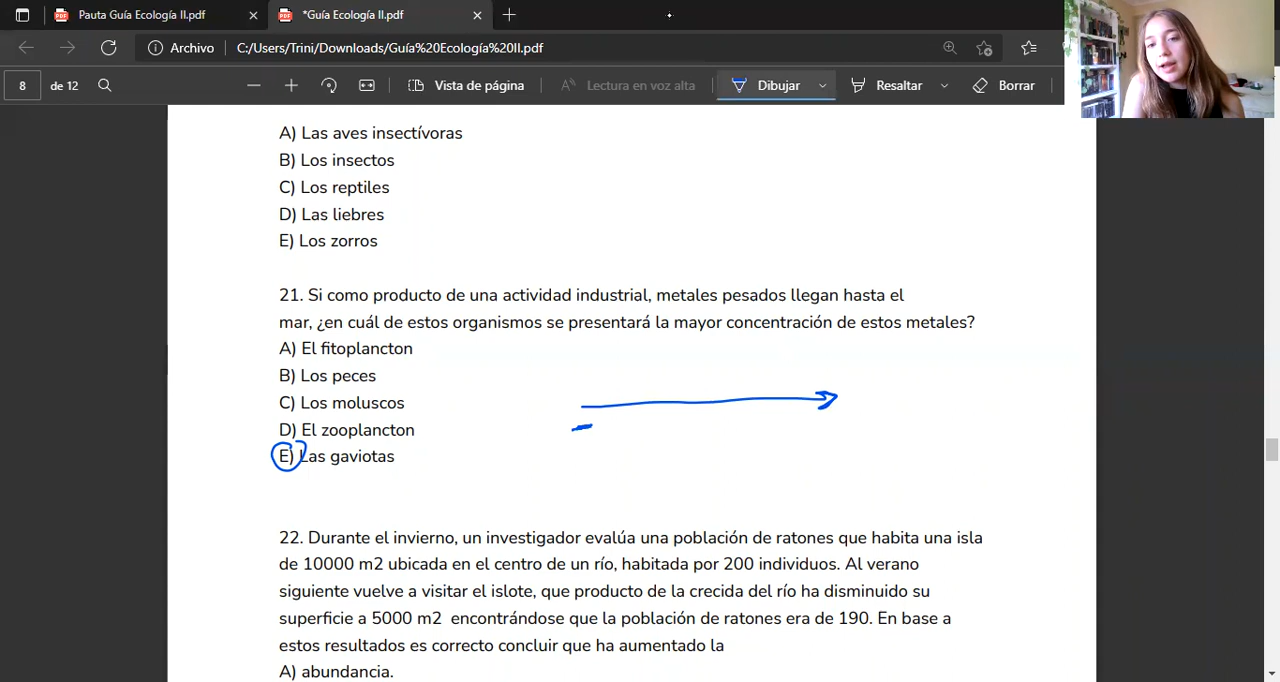 Pauta Guía Ecología II.pdf
*Guía Ecología II.pdf
Archivo
C:/Users/Trini/Downloads/Guía%20Ecología%20II.pdf
8 de 12
Vista de página
Lectura en voz alta
Dibujar
Resaltar
Borrar
A) Las aves insectívoras
B) Los insectos
C) Los reptiles
D) Las liebres
E) Los zorros
21. Si como producto de una actividad industrial, metales pesados llegan hasta el
mar, ¿en cuál de estos organismos se presentará la mayor concentración de estos metales?
A) El fitoplancton
B) Los peces
C) Los moluscos
D) El zooplancton
E) Las gaviotas
22. Durante el invierno, un investigador evalúa una población de ratones que habita una isla
de 10000 m2 ubicada en el centro de un río, habitada por 200 individuos. Al verano
siguiente vuelve a visitar el islote, que producto de la crecida del río ha disminuido su
superficie a 5000 m2 encontrándose que la población de ratones era de 190. En base a
estos resultados es correcto concluir que ha aumentado la
A) abundancia.